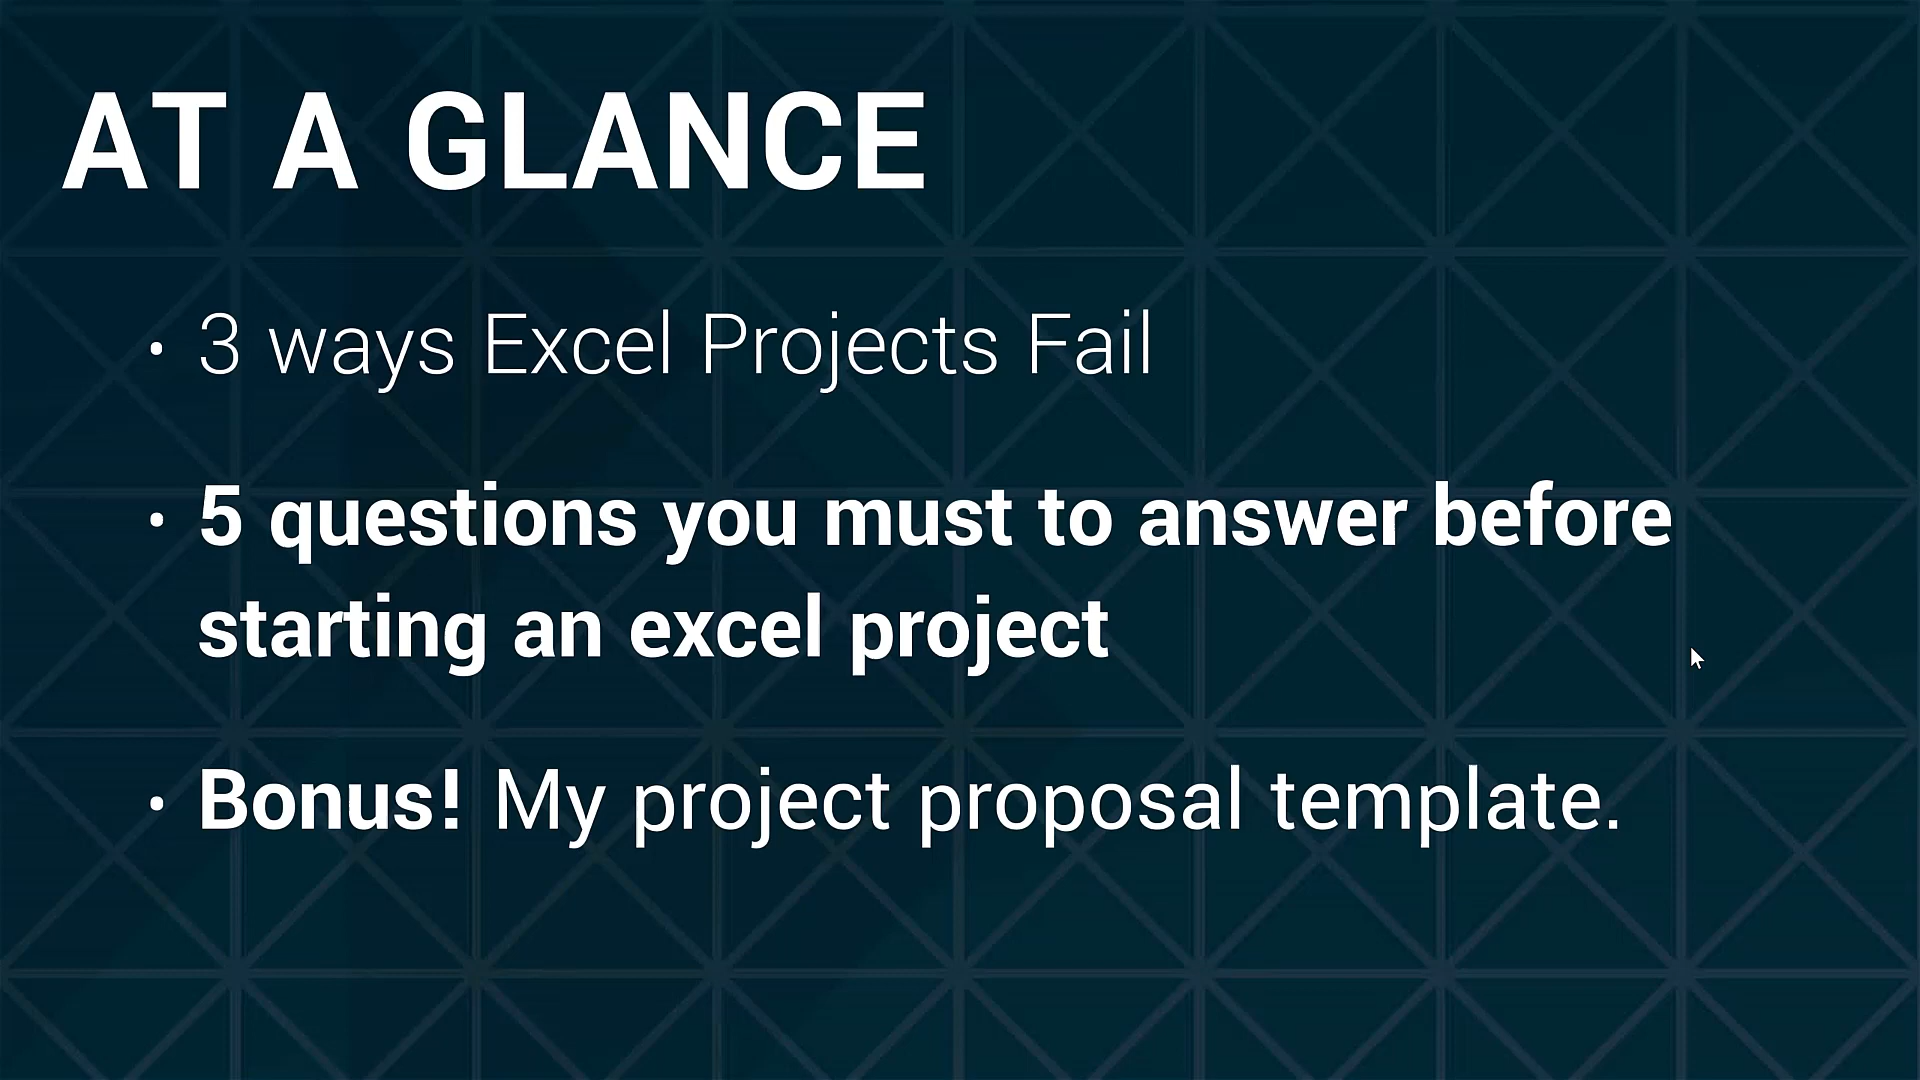 AT A GLANCE
• 3 ways Excel Projects Fail
• 5 questions you must to answer before
starting an excel project
• Bonus! My project proposal template.